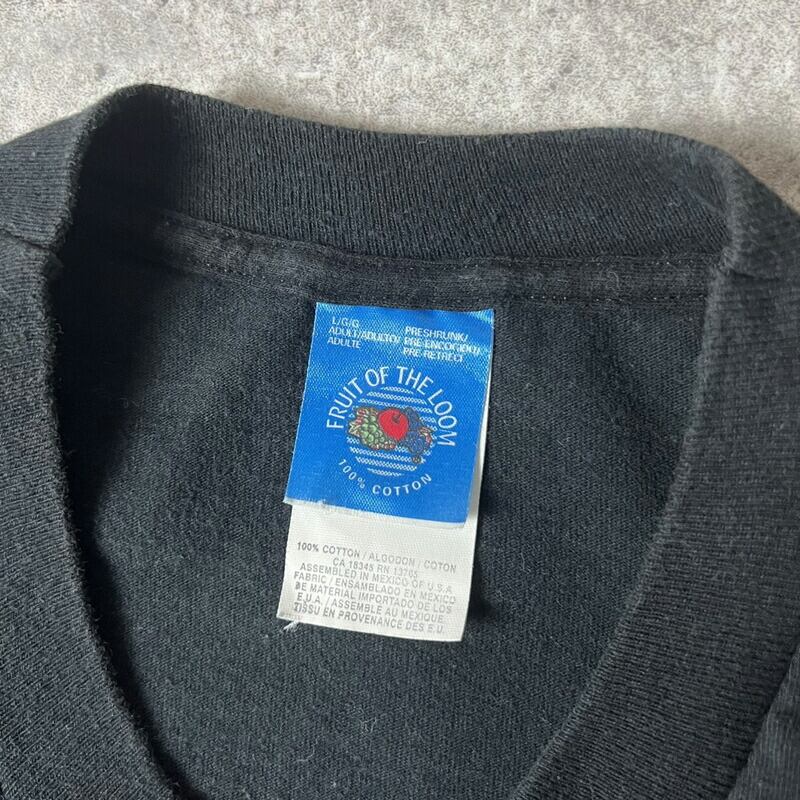 L/G/G
ADULT/ADULTO/
ADULTE
PRESHRUNK/
PRE-ENCOGIDO/
PRE-RETRECI
FRUIT OF THE LOOM
100% COTTON
100% COTTON / ALGODON / COTON
CA 18345 RN 13765
ASSEMBLED IN MEXICO OF U.S.A
FABRIC / ENSAMBLADO EN MEXICO
DE MATERIAL IMPORTADO DE LOS
E.U.A. / ASSEMBLE AU MEXIQUE.
TISSU EN PROVENANCE DES E.U.